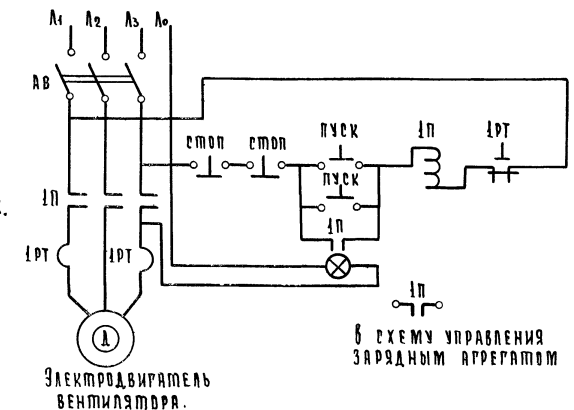 Л1 Л2 Л3 Л0
АВ
СТОП СТОП ПУСК 1П 1РТ
ПУСК
1П 1П
1РТ 1РТ
1П
Д
В СХЕМУ УПРАВЛЕНИЯ
ЗАРЯДНЫМ АГРЕГАТОМ
ЭЛЕКТРОДВИГАТЕЛЬ
ВЕНТИЛЯТОРА.